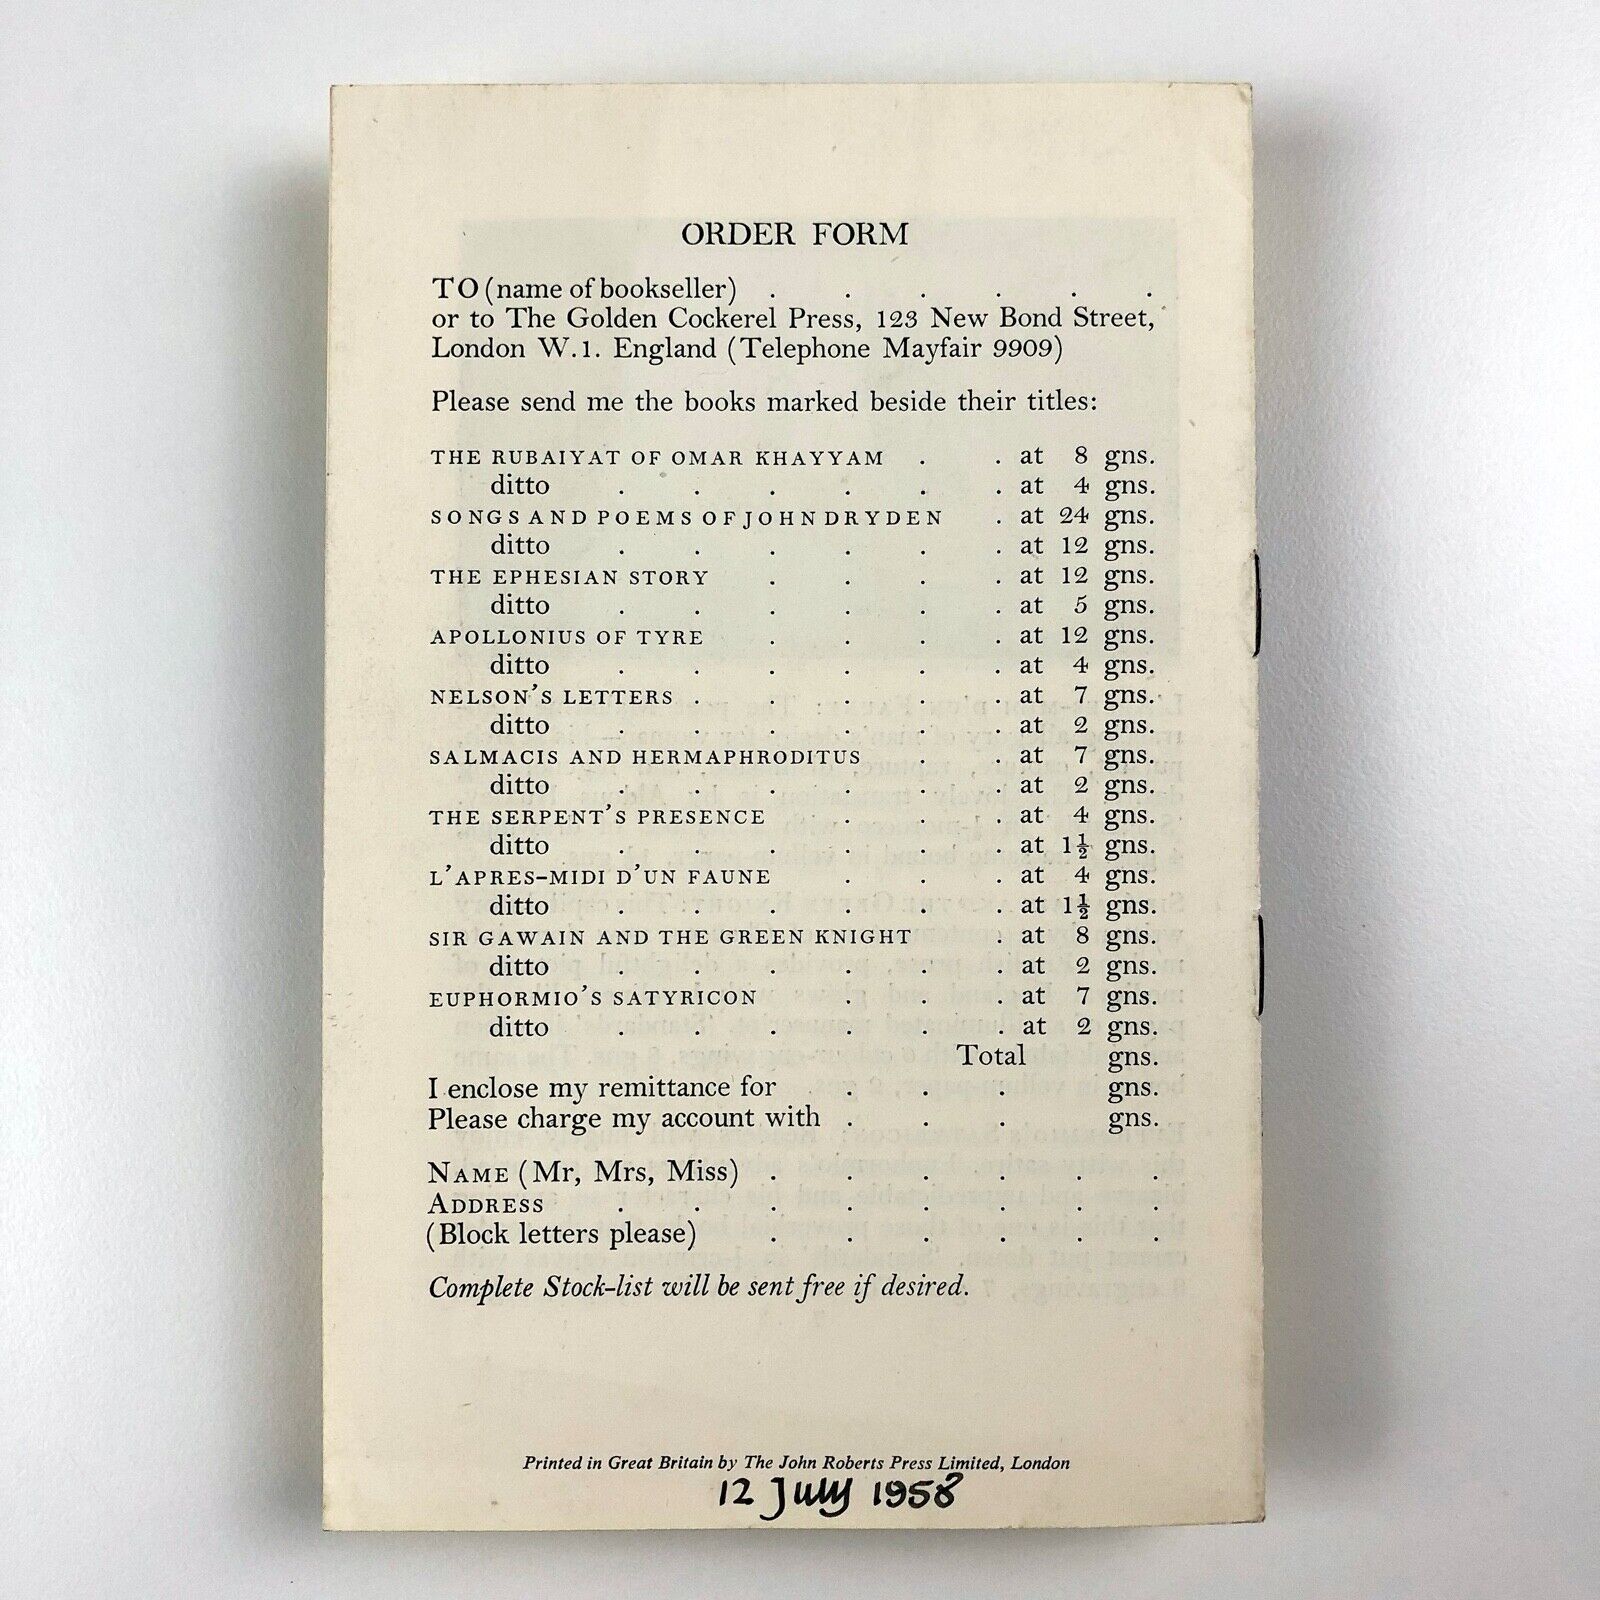 ORDER FORM
TO (name of bookseller) . . . . . .
or to The Golden Cockerel Press, 123 New Bond Street,
London W.1. England (Telephone Mayfair 9909)
Please send me the books marked beside their titles:
THE RUBAIYAT OF OMAR KHAYYAM . . at 8 gns.
ditto . . . . . . at 4 gns.
SONGS AND POEMS OF JOHN DRYDEN . at 24 gns.
ditto . . . . . . at 12 gns.
THE EPHESIAN STORY . . . . at 12 gns.
ditto . . . . . . at 5 gns.
APOLLONIUS OF TYRE . . . . at 12 gns.
ditto . . . . . . at 4 gns.
NELSON'S LETTERS . . . . . at 7 gns.
ditto . . . . . . at 2 gns.
SALMACIS AND HERMAPHRODITUS . . at 7 gns.
ditto . . . . . . at 2 gns.
THE SERPENT'S PRESENCE . . . at 4 gns.
ditto . . . . . . at 1½ gns.
L'APRES-MIDI D'UN FAUNE . . . at 4 gns.
ditto . . . . . . at 1½ gns.
SIR GAWAIN AND THE GREEN KNIGHT . at 8 gns.
ditto . . . . . . at 2 gns.
EUPHORMIO'S SATYRICON . . . at 7 gns.
ditto . . . . . . at 2 gns.
Total gns.
I enclose my remittance for . . . gns.
Please charge my account with . . . gns.
NAME (Mr, Mrs, Miss) . . . . . .
ADDRESS . . . . . . . .
(Block letters please) . . . . . .
Complete Stock-list will be sent free if desired.
Printed in Great Britain by The John Roberts Press Limited, London
12 July 1958